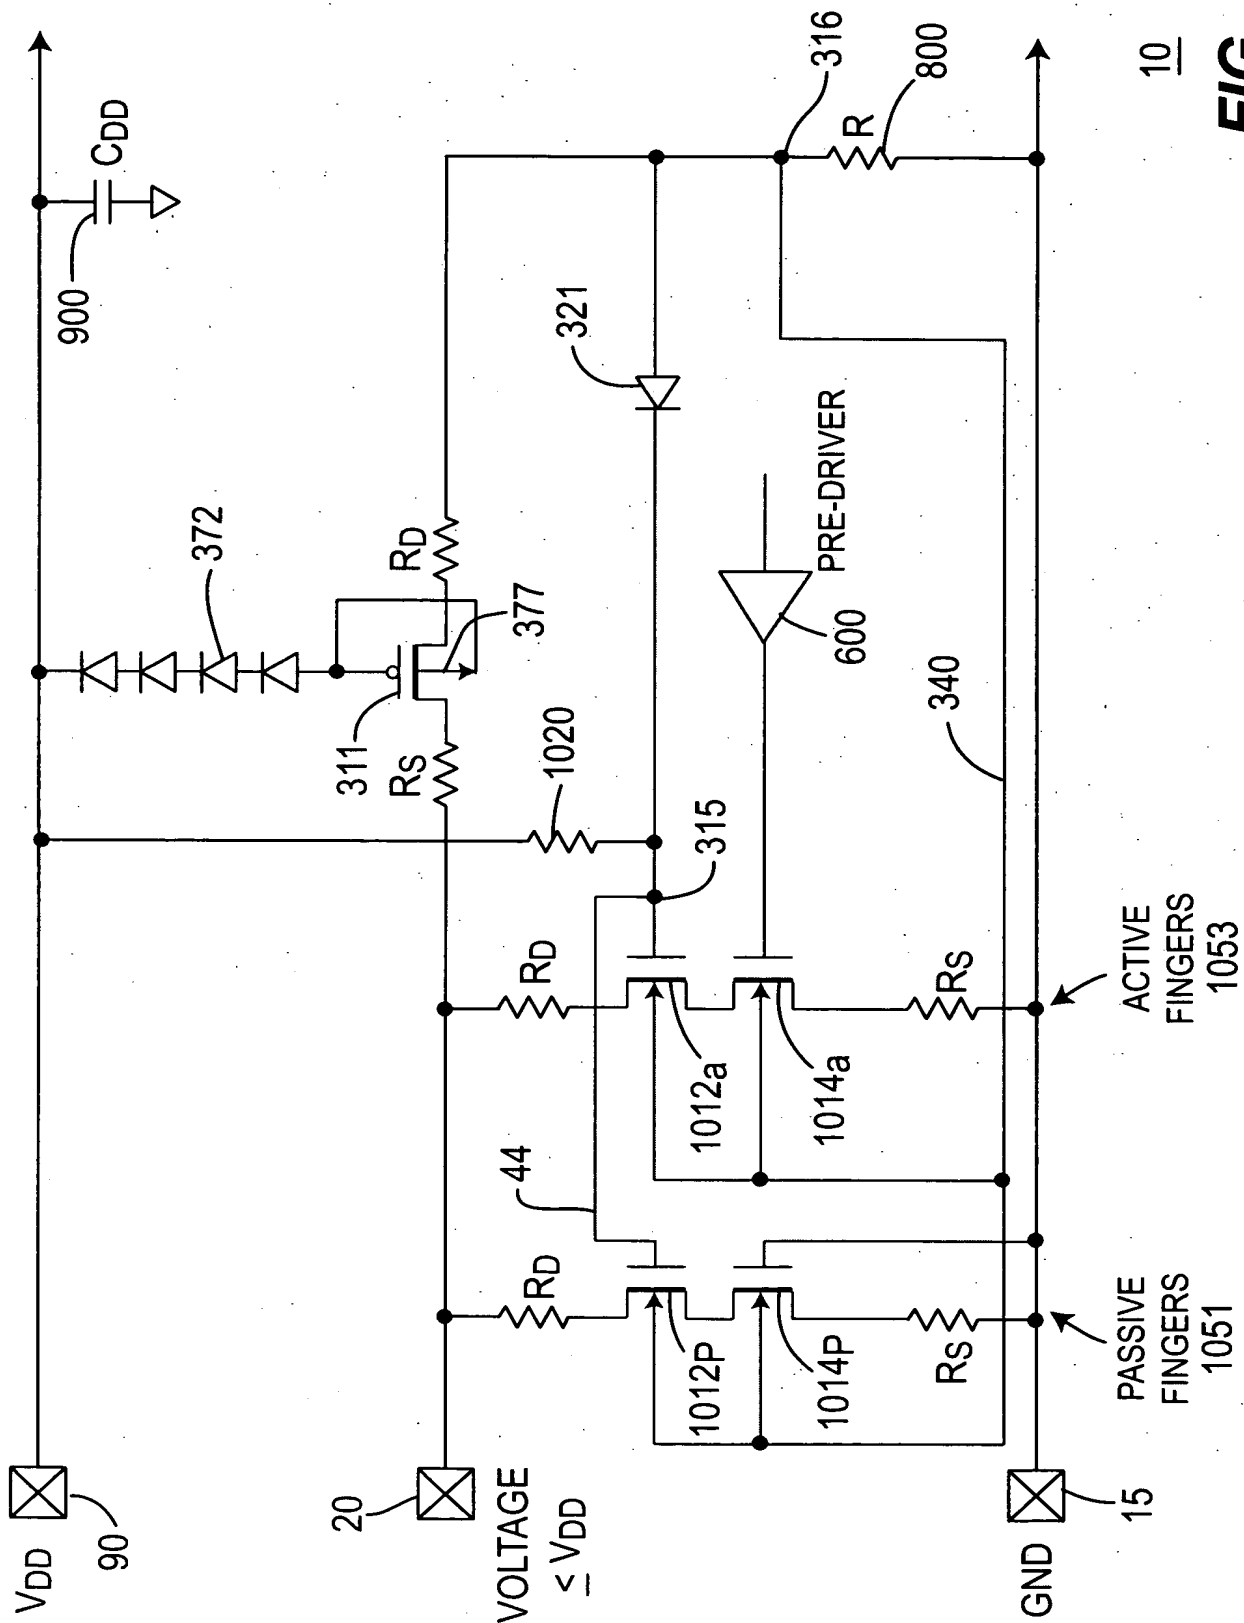 VDD
90
900
CDD
372
RD
377
311
RS
1020
20
VOLTAGE
≤ VDD
321
316
R
800
315
PRE-DRIVER
600
44
RD
RD
1012P
1014P
1012a
1014a
RS
RS
340
GND
15
PASSIVE
FINGERS
1051
ACTIVE
FINGERS
1053
10
FIG